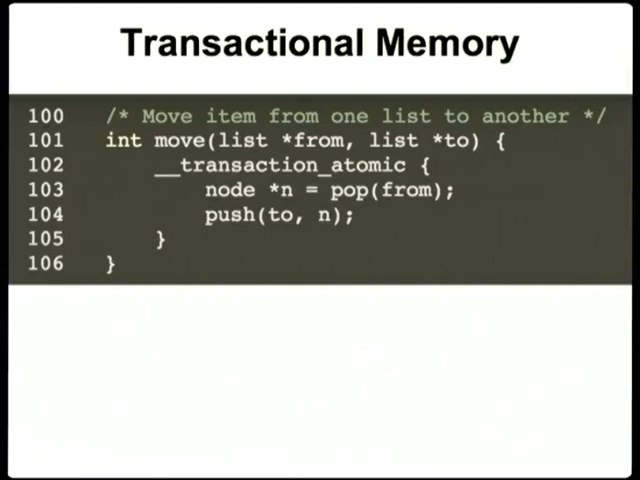 Transactional Memory
100 /* Move item from one list to another */
101 int move(list *from, list *to) {
102 __transaction_atomic {
103 node *n = pop(from);
104 push(to, n);
105 }
106 }